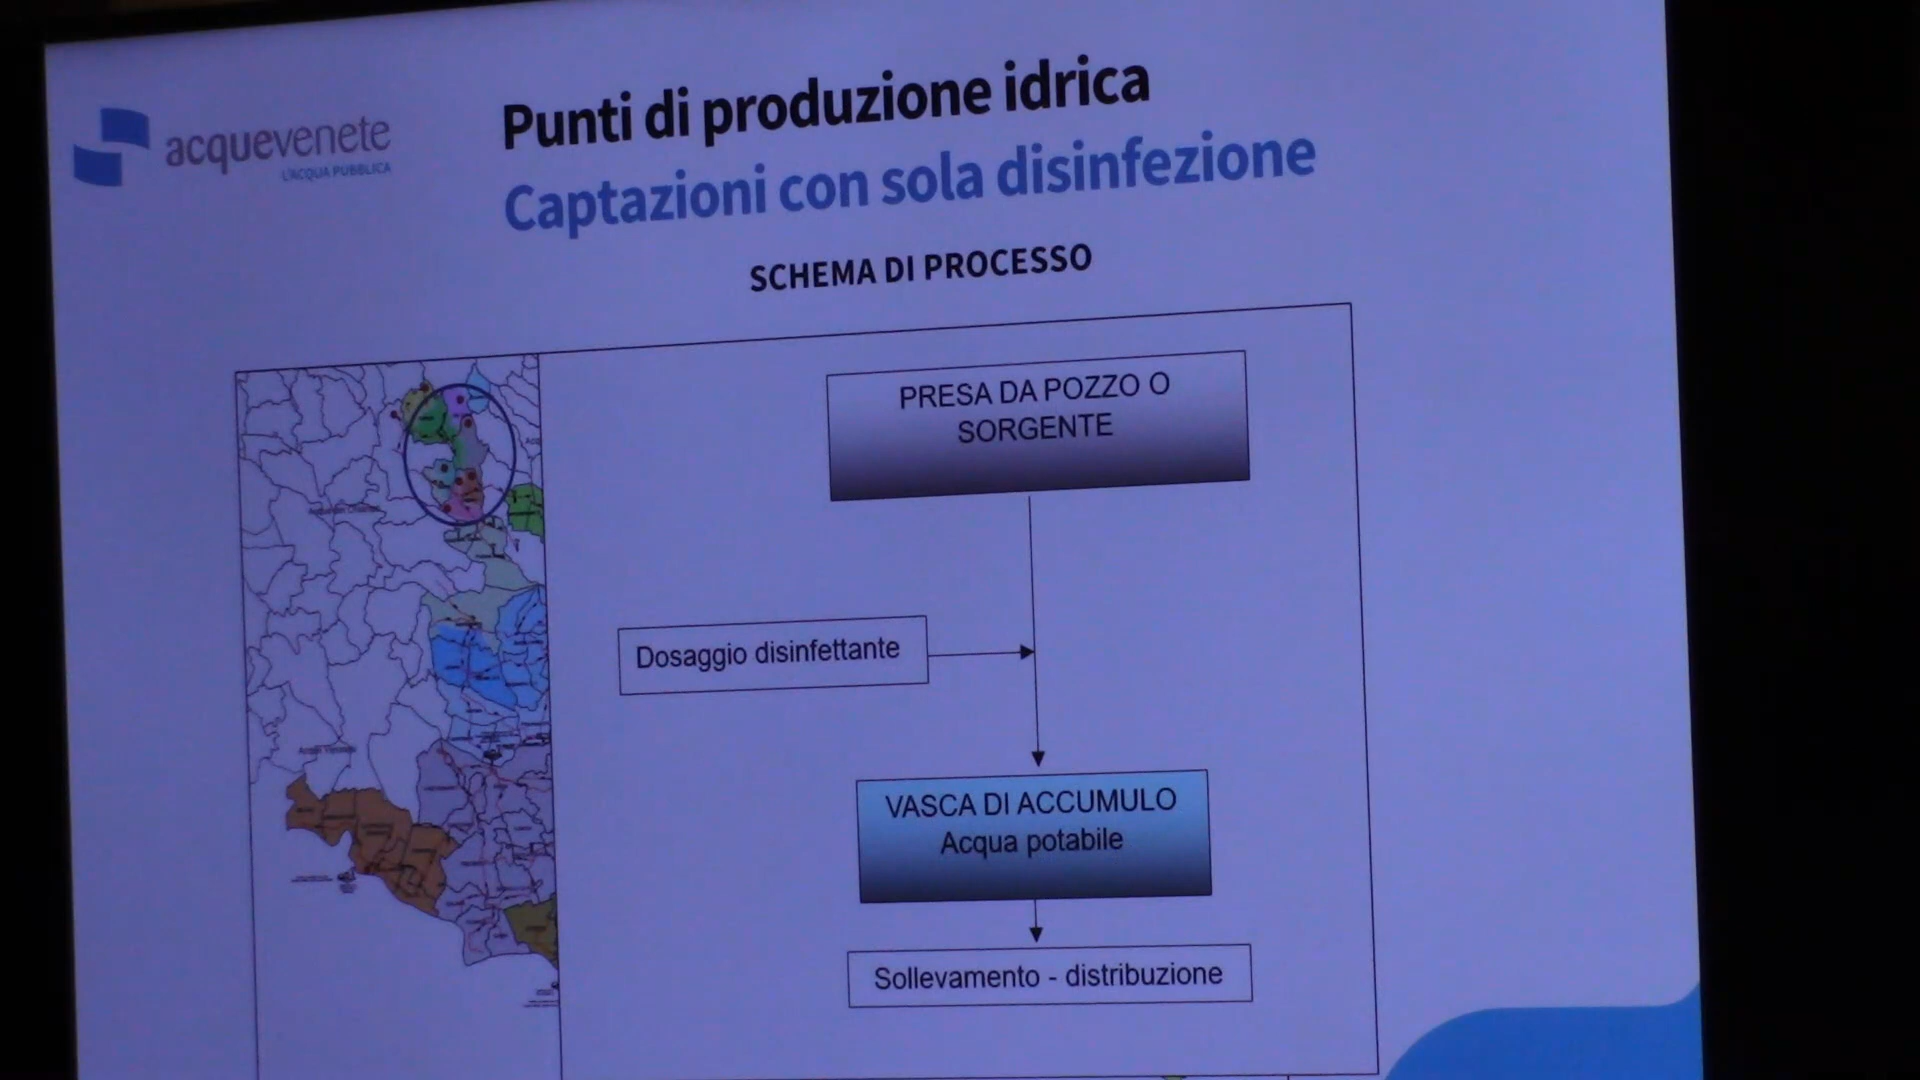 acquevenete
L'ACQUA PUBBLICA
Punti di produzione idrica
Captazioni con sola disinfezione
SCHEMA DI PROCESSO
PRESA DA POZZO O
SORGENTE
Dosaggio disinfettante
VASCA DI ACCUMULO
Acqua potabile
Sollevamento - distribuzione